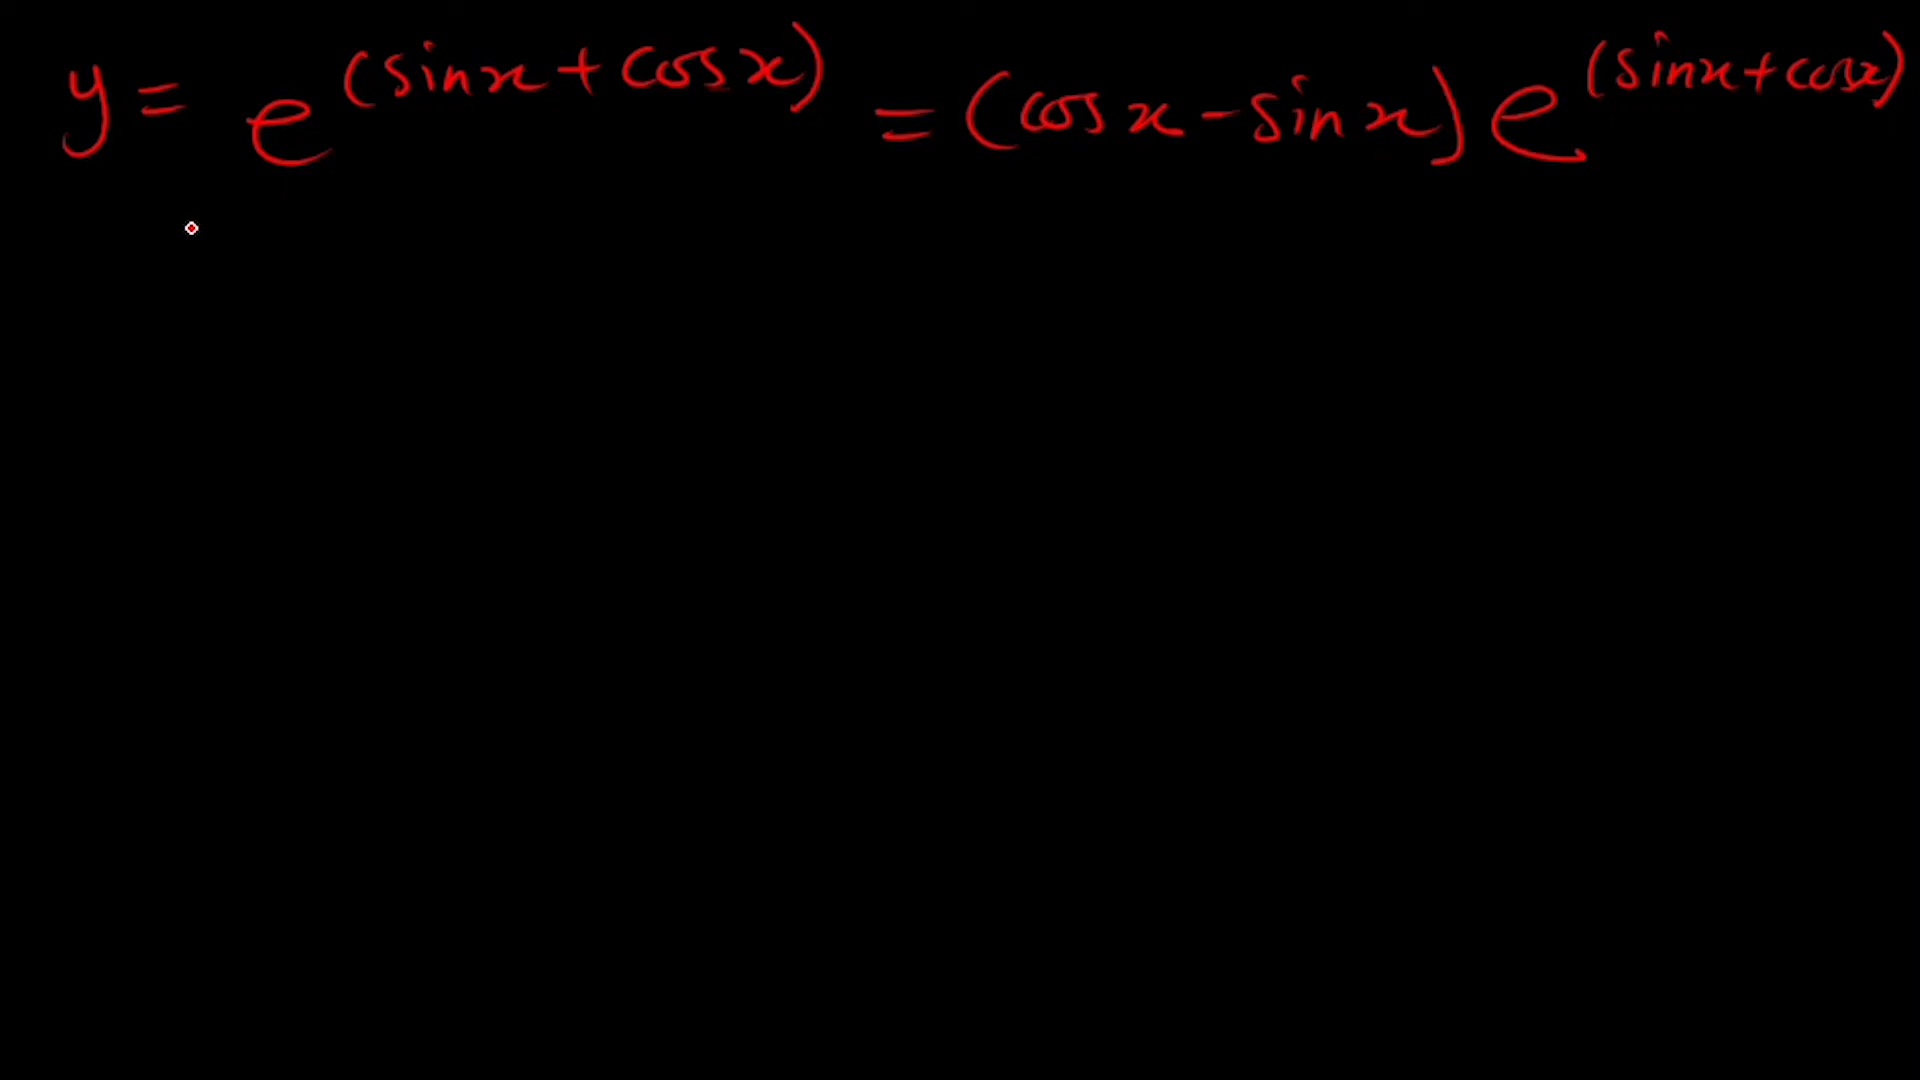 y = e^(sinx + cosx) = (cosx - sinx) e^(sinx + cosx)